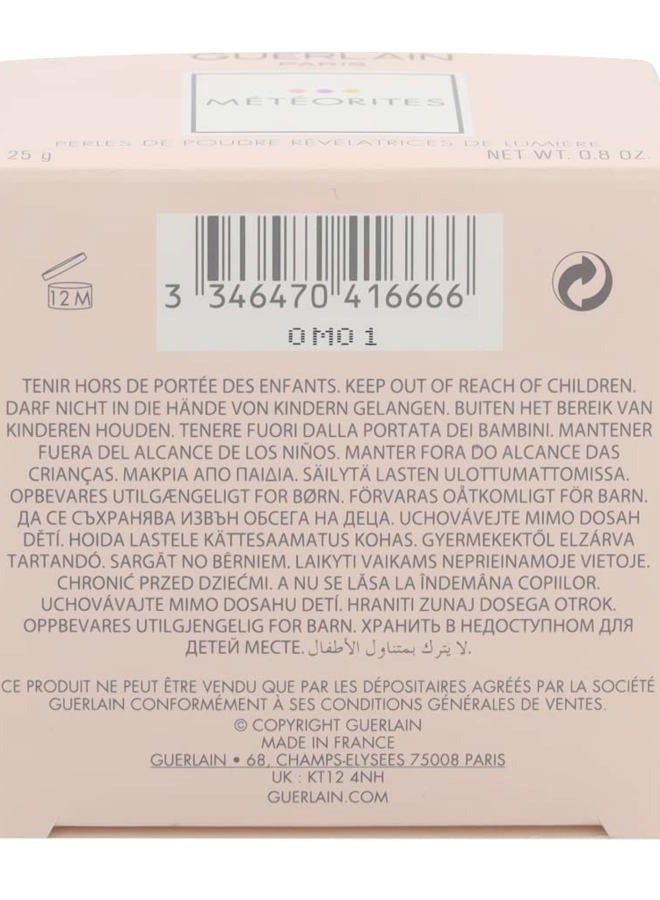 GUERLAIN
PARIS
MÉTÉORITES
PERLES DE POUDRE RÉVÉLATRICES DE LUMIÈRE
25 g
NET WT. 0.8 OZ.
12 M
3 346470 416666
0M01
TENIR HORS DE PORTÉE DES ENFANTS. KEEP OUT OF REACH OF CHILDREN.
DARF NICHT IN DIE HÄNDE VON KINDERN GELANGEN. BUITEN HET BEREIK VAN
KINDEREN HOUDEN. TENERE FUORI DALLA PORTATA DEI BAMBINI. MANTENER
FUERA DEL ALCANCE DE LOS NIÑOS. MANTER FORA DO ALCANCE DAS
CRIANÇAS. ΜΑΚΡΙΑ ΑΠΟ ΠΑΙΔΙΑ. SÄILYTÄ LASTEN ULOTTUMATTOMISSA.
OPBEVARES UTILGÆNGELIGT FOR BØRN. FÖRVARAS OÅTKOMLIGT FÖR BARN.
ДА СЕ СЪХРАНЯВА ИЗВЪН ОБСЕГА НА ДЕЦА. UCHOVÁVEJTE MIMO DOSAH
DĚTÍ. HOIDA LASTELE KÄTTESAAMATUS KOHAS. GYERMEKEKTŐL ELZÁRVA
TARTANDÓ. SARGĀT NO BĒRNIEM. LAIKYTI VAIKAMS NEPRIEINAMOJE VIETOJE.
CHRONIĆ PRZED DZIEĆMI. A NU SE LĂSA LA ÎNDEMÂNA COPIILOR.
UCHOVÁVAJTE MIMO DOSAHU DETÍ. HRANITI ZUNAJ DOSEGA OTROK.
OPPBEVARES UTILGJENGELIG FOR BARN. ХРАНИТЬ В НЕДОСТУПНОМ ДЛЯ
ДЕТЕЙ МЕСТЕ. لا يترك بمتناول الأطفال.
CE PRODUIT NE PEUT ÊTRE VENDU QUE PAR LES DÉPOSITAIRES AGRÉÉS PAR LA SOCIÉTÉ
GUERLAIN CONFORMÉMENT À SES CONDITIONS GÉNÉRALES DE VENTES.
© COPYRIGHT GUERLAIN
MADE IN FRANCE
GUERLAIN • 68, CHAMPS-ELYSEES 75008 PARIS
UK : KT12 4NH
GUERLAIN.COM